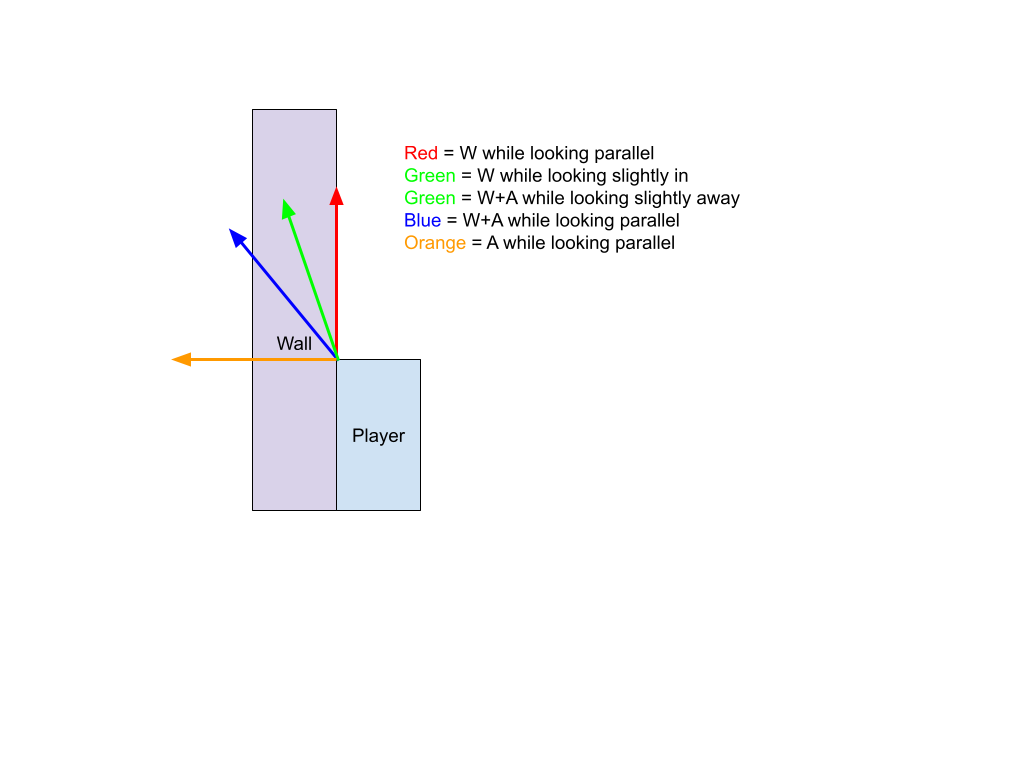 Red = W while looking parallel
Green = W while looking slightly in
Green = W+A while looking slightly away
Blue = W+A while looking parallel
Orange = A while looking parallel
Wall
Player